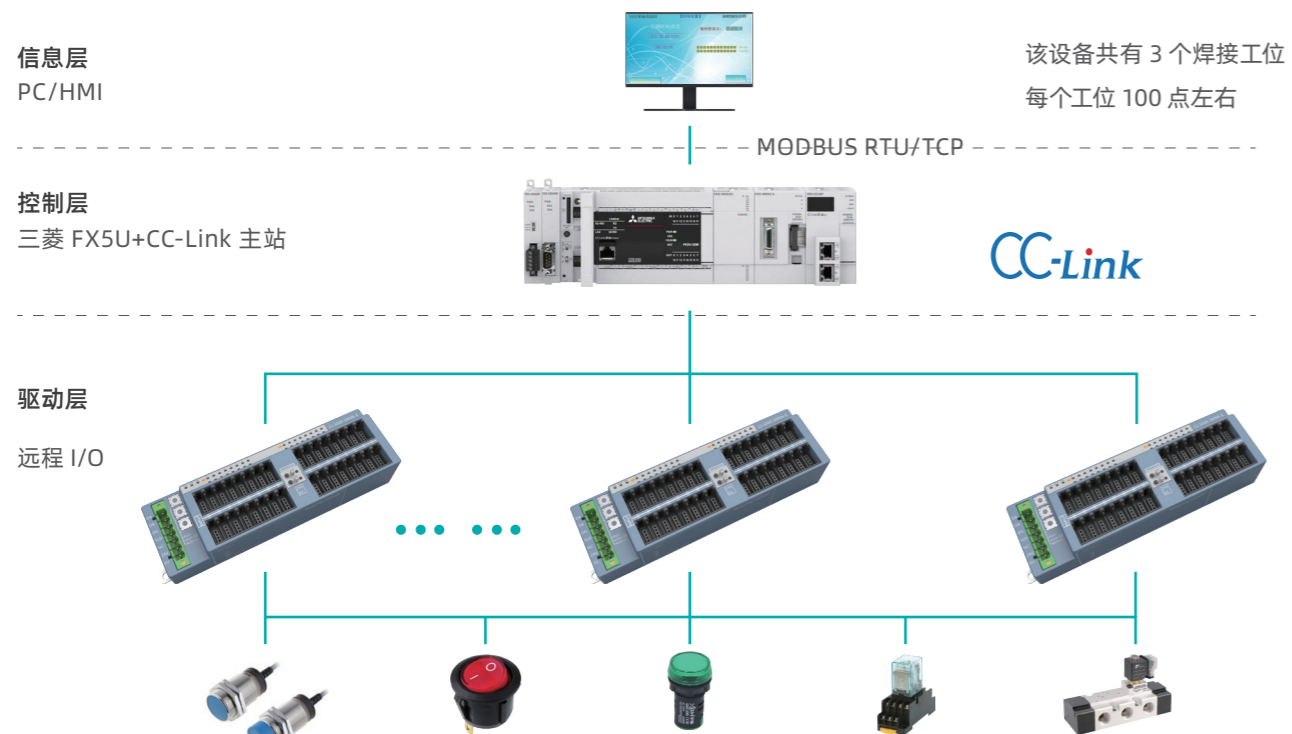 信息层
PC/HMI
该设备共有 3 个焊接工位
每个工位 100 点左右
MODBUS RTU/TCP
控制层
三菱 FX5U+CC-Link 主站
MITSUBISHI
ELECTRIC
CC-Link
驱动层
远程 I/O